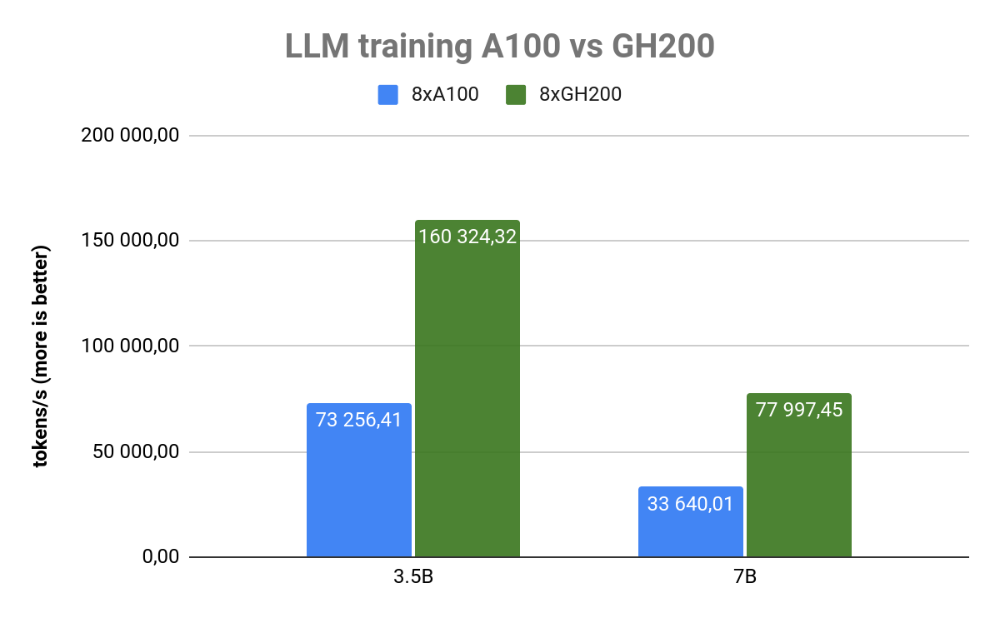 LLM training A100 vs GH200
8xA100
8xGH200
tokens/s (more is better)
200 000,00
150 000,00
100 000,00
50 000,00
0,00
160 324,32
73 256,41
77 997,45
33 640,01
3.5B
7B